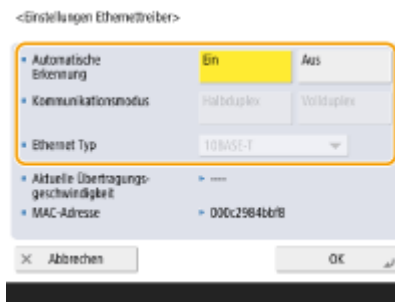 <Einstellungen Ethernettreiber>
Automatische Erkennung
Ein
Aus
Kommunikationsmodus
Halbduplex
Vollduplex
Ethernet Typ
10BASE-T
Aktuelle Übertragungs-
geschwindigkeit
----
MAC-Adresse
000c2984bbf8
Abbrechen
OK